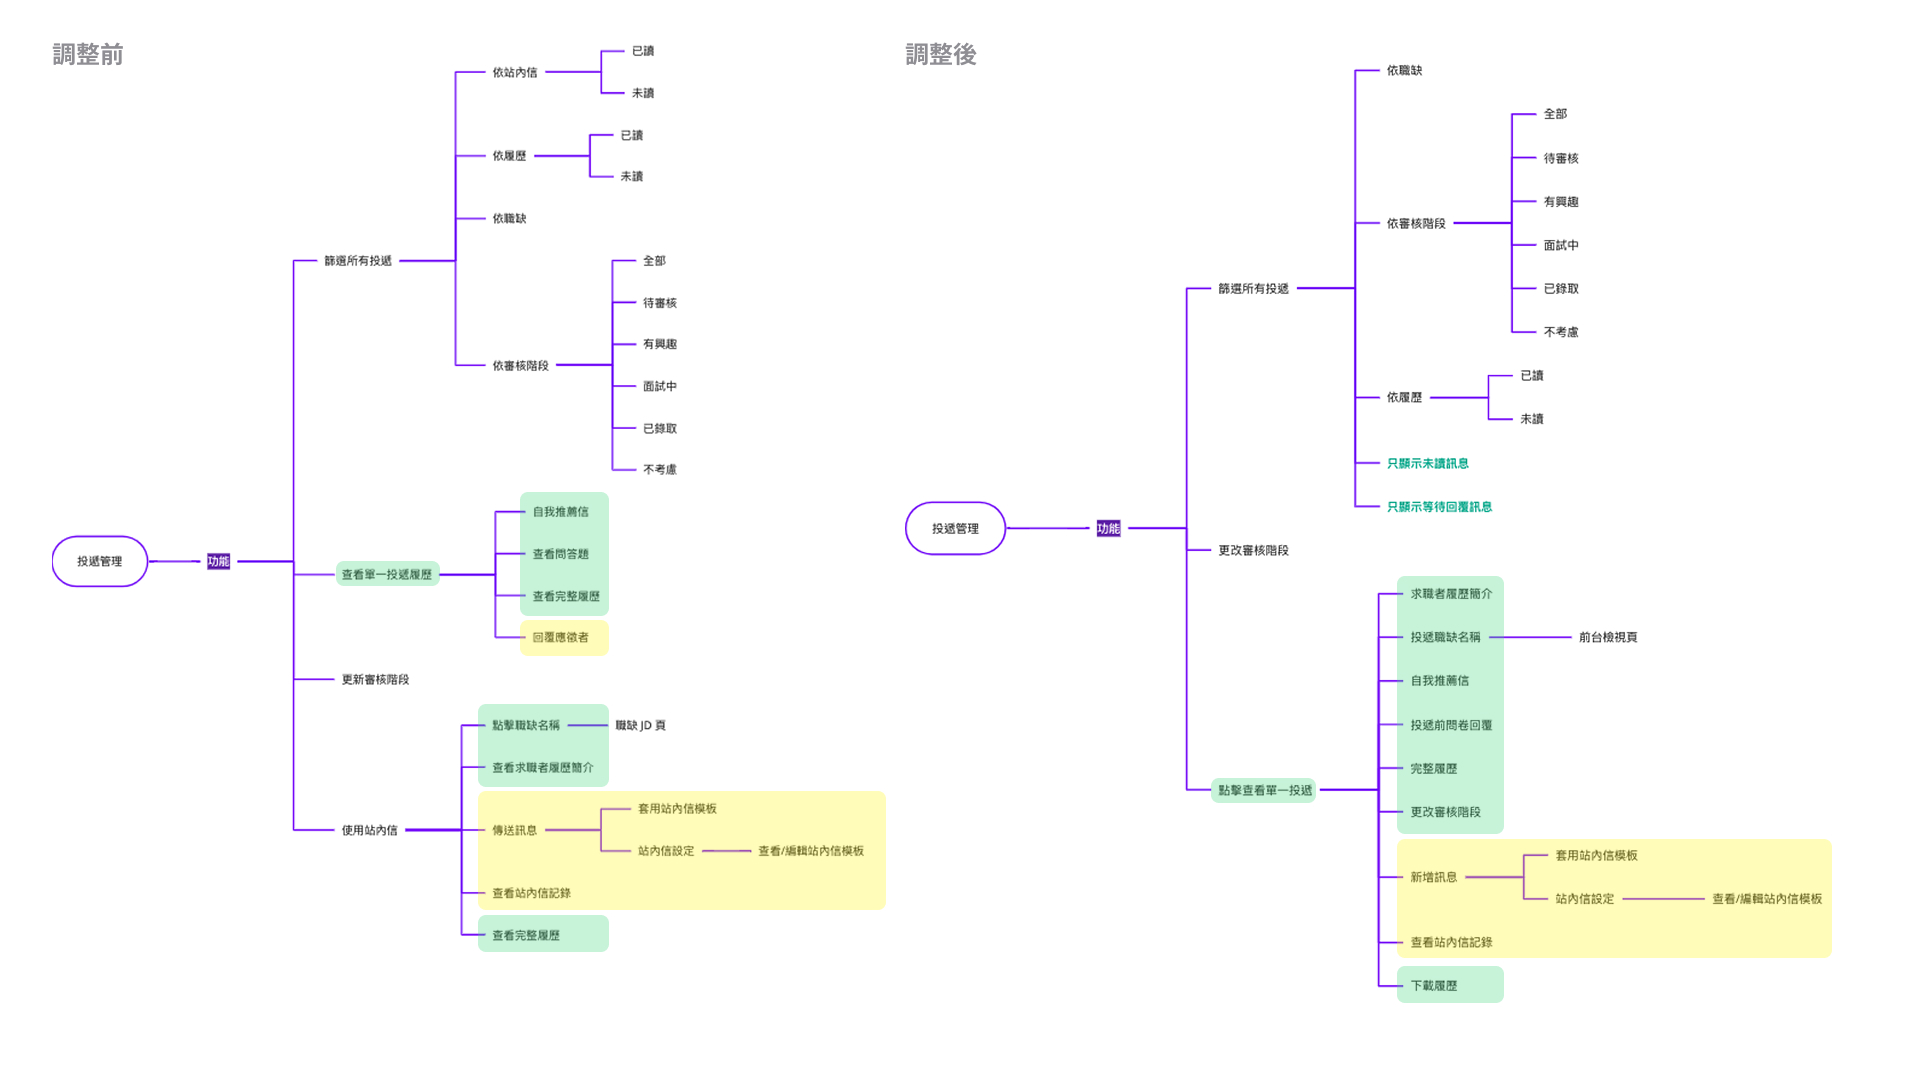 調整前
投遞管理
功能
篩選所有投遞
依站內信
已讀
未讀
依履歷
已讀
未讀
依職缺
依審核階段
全部
待審核
有興趣
面試中
已錄取
不考慮
查看單一投遞履歷
自我推薦信
查看問答題
查看完整履歷
回覆應徵者
更新審核階段
使用站內信
點擊職缺名稱
職缺 JD 頁
查看求職者履歷簡介
傳送訊息
套用站內信模板
站內信設定
查看/編輯站內信模板
查看站內信記錄
查看完整履歷
調整後
投遞管理
功能
篩選所有投遞
依職缺
依審核階段
全部
待審核
有興趣
面試中
已錄取
不考慮
依履歷
已讀
未讀
只顯示未讀訊息
只顯示等待回覆訊息
更改審核階段
點擊查看單一投遞
求職者履歷簡介
投遞職缺名稱
前台檢視頁
自我推薦信
投遞前問卷回覆
完整履歷
更改審核階段
新增訊息
套用站內信模板
站內信設定
查看/編輯站內信模板
查看站內信記錄
下載履歷